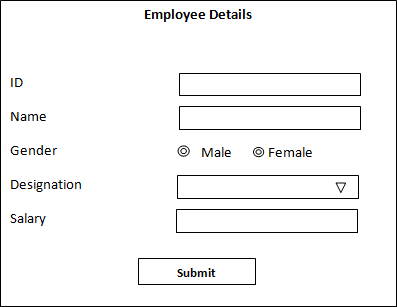 Employee Details
ID
Name
Gender Male Female
Designation
Salary
Submit